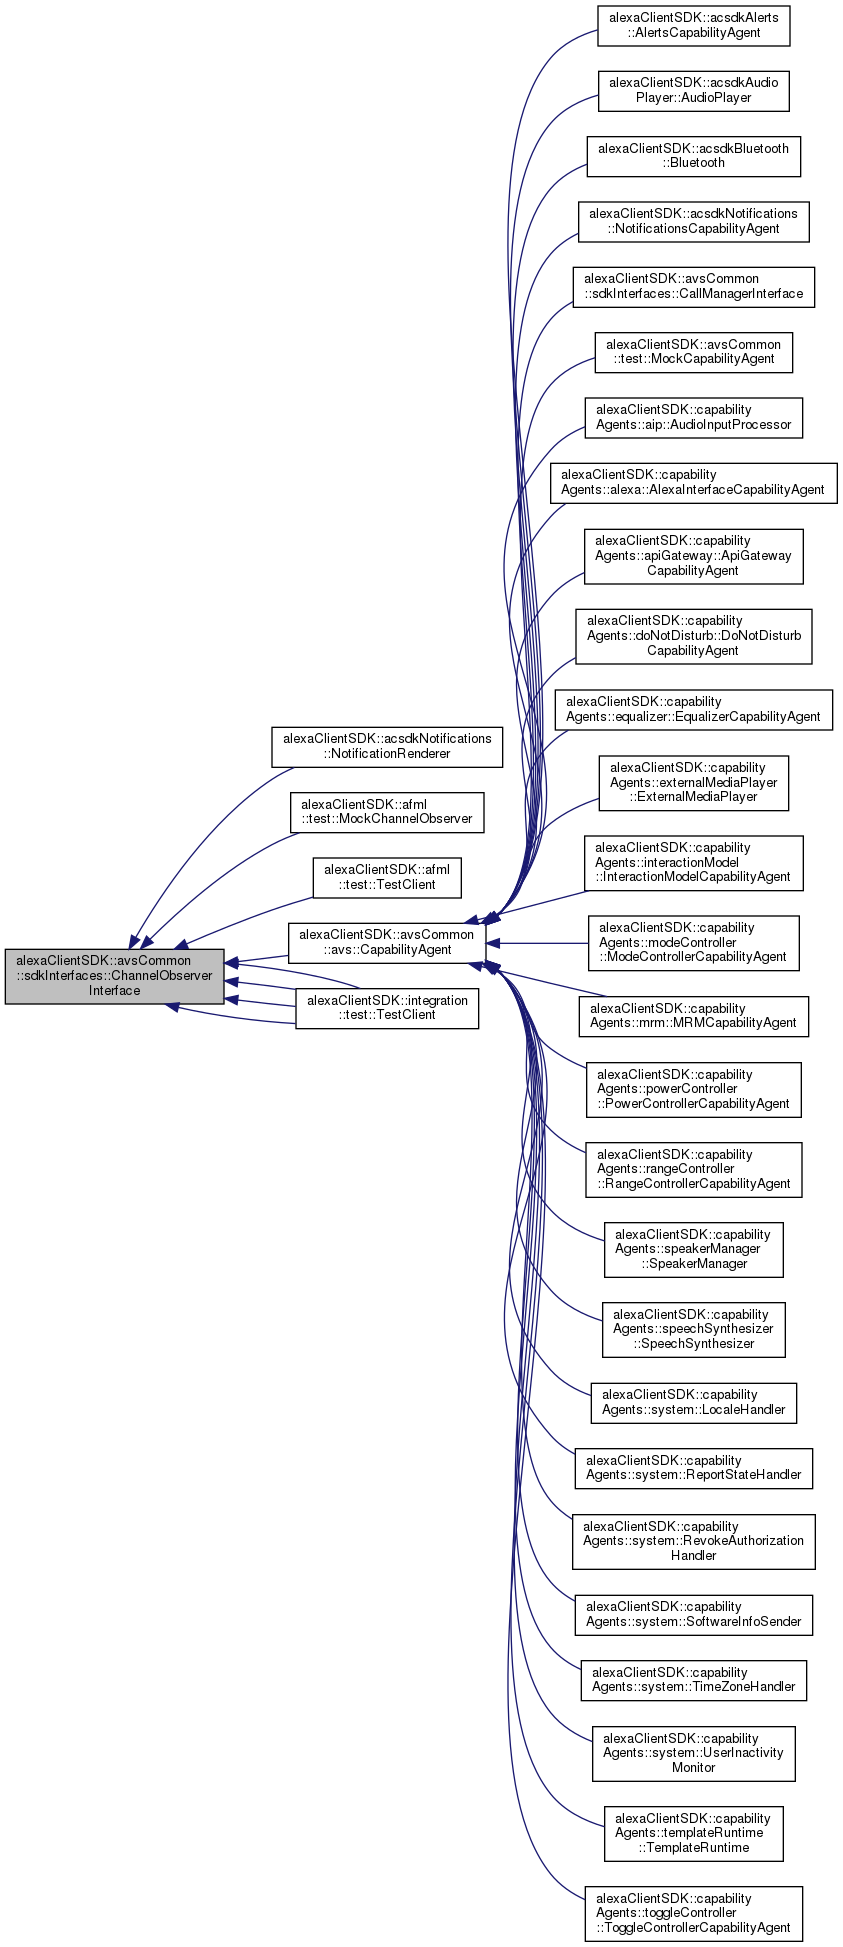 alexaClientSDK::acsdkAlerts
::AlertsCapabilityAgent
alexaClientSDK::acsdkAudio
Player::AudioPlayer
alexaClientSDK::acsdkBluetooth
::Bluetooth
alexaClientSDK::acsdkNotifications
::NotificationsCapabilityAgent
alexaClientSDK::avsCommon
::sdkInterfaces::CallManagerInterface
alexaClientSDK::avsCommon
::test::MockCapabilityAgent
alexaClientSDK::capability
Agents::aip::AudioInputProcessor
alexaClientSDK::capability
Agents::alexa::AlexaInterfaceCapabilityAgent
alexaClientSDK::capability
Agents::apiGateway::ApiGateway
CapabilityAgent
alexaClientSDK::capability
Agents::doNotDisturb::DoNotDisturb
CapabilityAgent
alexaClientSDK::capability
Agents::equalizer::EqualizerCapabilityAgent
alexaClientSDK::acsdkNotifications
::NotificationRenderer
alexaClientSDK::capability
Agents::externalMediaPlayer
::ExternalMediaPlayer
alexaClientSDK::afml
::test::MockChannelObserver
alexaClientSDK::capability
Agents::interactionModel
::InteractionModelCapabilityAgent
alexaClientSDK::afml
::test::TestClient
alexaClientSDK::avsCommon
::avs::CapabilityAgent
alexaClientSDK::capability
Agents::modeController
::ModeControllerCapabilityAgent
alexaClientSDK::avsCommon
::sdkInterfaces::ChannelObserver
Interface
alexaClientSDK::integration
::test::TestClient
alexaClientSDK::capability
Agents::mrm::MRMCapabilityAgent
alexaClientSDK::capability
Agents::powerController
::PowerControllerCapabilityAgent
alexaClientSDK::capability
Agents::rangeController
::RangeControllerCapabilityAgent
alexaClientSDK::capability
Agents::speakerManager
::SpeakerManager
alexaClientSDK::capability
Agents::speechSynthesizer
::SpeechSynthesizer
alexaClientSDK::capability
Agents::system::LocaleHandler
alexaClientSDK::capability
Agents::system::ReportStateHandler
alexaClientSDK::capability
Agents::system::RevokeAuthorization
Handler
alexaClientSDK::capability
Agents::system::SoftwareInfoSender
alexaClientSDK::capability
Agents::system::TimeZoneHandler
alexaClientSDK::capability
Agents::system::UserInactivity
Monitor
alexaClientSDK::capability
Agents::templateRuntime
::TemplateRuntime
alexaClientSDK::capability
Agents::toggleController
::ToggleControllerCapabilityAgent